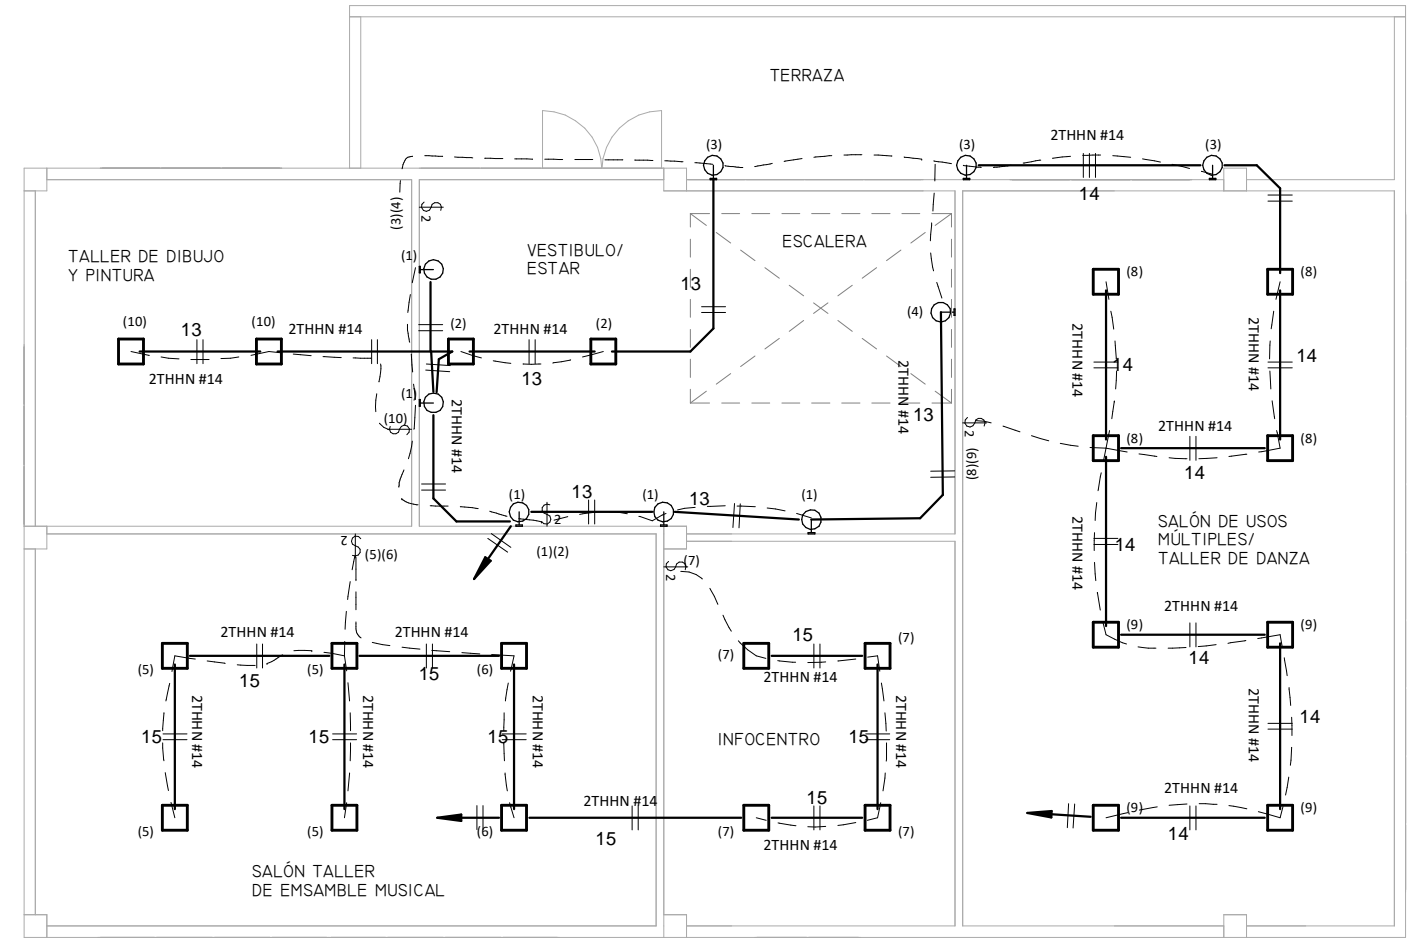 TERRAZA
(3)
(3)
2THHN #14
(3)
14
(3)(4)
2
(1)
TALLER DE DIBUJO
Y PINTURA
VESTIBULO/
ESTAR
ESCALERA
13
(4)
(8)
(8)
(10)
13
(10)
2THHN #14
(2)
2THHN #14
(2)
2THHN #14
13
2THHN #14
14
2THHN #14
14
(1)
(10)
2
2THHN #14
2THHN #14
13
2
(6)(8)
(8)
2THHN #14
14
(8)
(1)
2
13
(1)
13
(1)
(1)(2)
2THHN #14
14
SALÓN DE USOS
MÚLTIPLES/
TALLER DE DANZA
2
(5)(6)
2
(7)
2THHN #14
(9)
14
(9)
(5)
2THHN #14
15
(5)
2THHN #14
15
(6)
(7)
15
2THHN #14
(7)
15
2THHN #14
15
2THHN #14
15
2THHN #14
INFOCENTRO
15
2THHN #14
2THHN #14
14
(5)
(5)
(6)
2THHN #14
15
(7)
15
2THHN #14
(7)
(9)
2THHN #14
14
(9)
SALÓN TALLER
DE EMSAMBLE MUSICAL